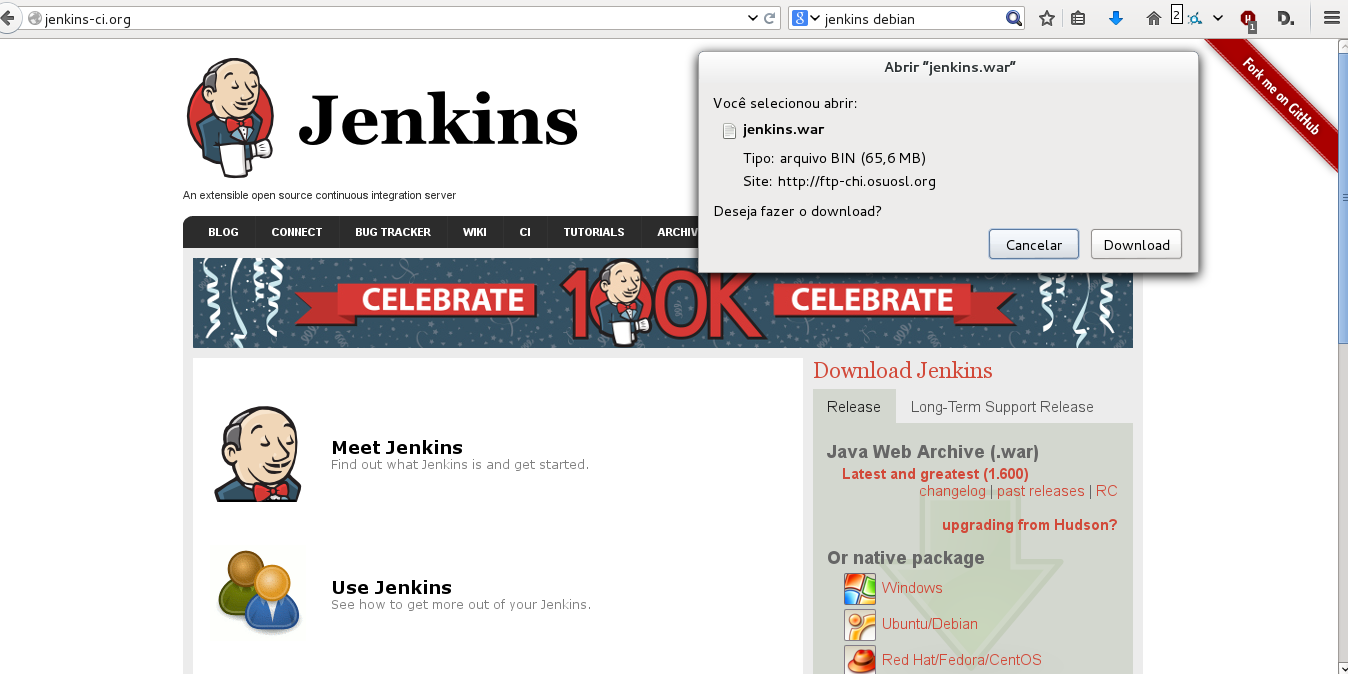 jenkins-ci.org
jenkins debian
2
1
D.
Jenkins
An extensible open source continuous integration server
Fork me on GitHub
Abrir "jenkins.war"
Você selecionou abrir:
jenkins.war
Tipo: arquivo BIN (65,6 MB)
Site: http://ftp-chi.osuosl.org
Deseja fazer o download?
Cancelar
Download
BLOG
CONNECT
BUG TRACKER
WIKI
CI
TUTORIALS
ARCHIV
CELEBRATE 100K CELEBRATE
Meet Jenkins
Find out what Jenkins is and get started.
Use Jenkins
See how to get more out of your Jenkins.
Download Jenkins
Release
Long-Term Support Release
Java Web Archive (.war)
Latest and greatest (1.600)
changelog | past releases | RC
upgrading from Hudson?
Or native package
Windows
Ubuntu/Debian
Red Hat/Fedora/CentOS